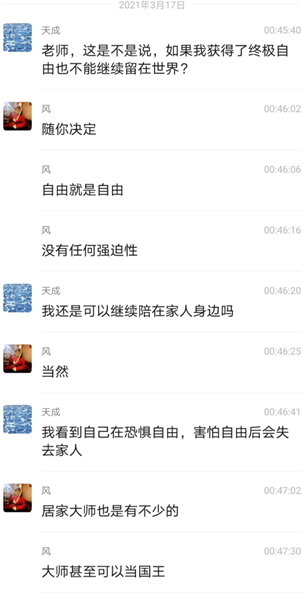 2021年3月17日
天成 00:45:40
老师，这是不是说，如果我获得了终极自
由也不能继续留在世界？
风 00:46:02
随你决定
风 00:46:06
自由就是自由
风 00:46:16
没有任何强迫性
天成 00:46:20
我还是可以继续陪在家人身边吗
风 00:46:25
当然
天成 00:46:41
我看到自己在恐惧自由，害怕自由后会失
去家人
风 00:47:02
居家大师也是有不少的
风 00:47:30
大师甚至可以当国王